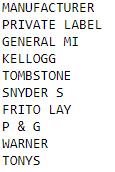 MANUFACTURER
PRIVATE LABEL
GENERAL MI
KELLOGG
TOMBSTONE
SNYDER S
FRITO LAY
P & G
WARNER
TONYS